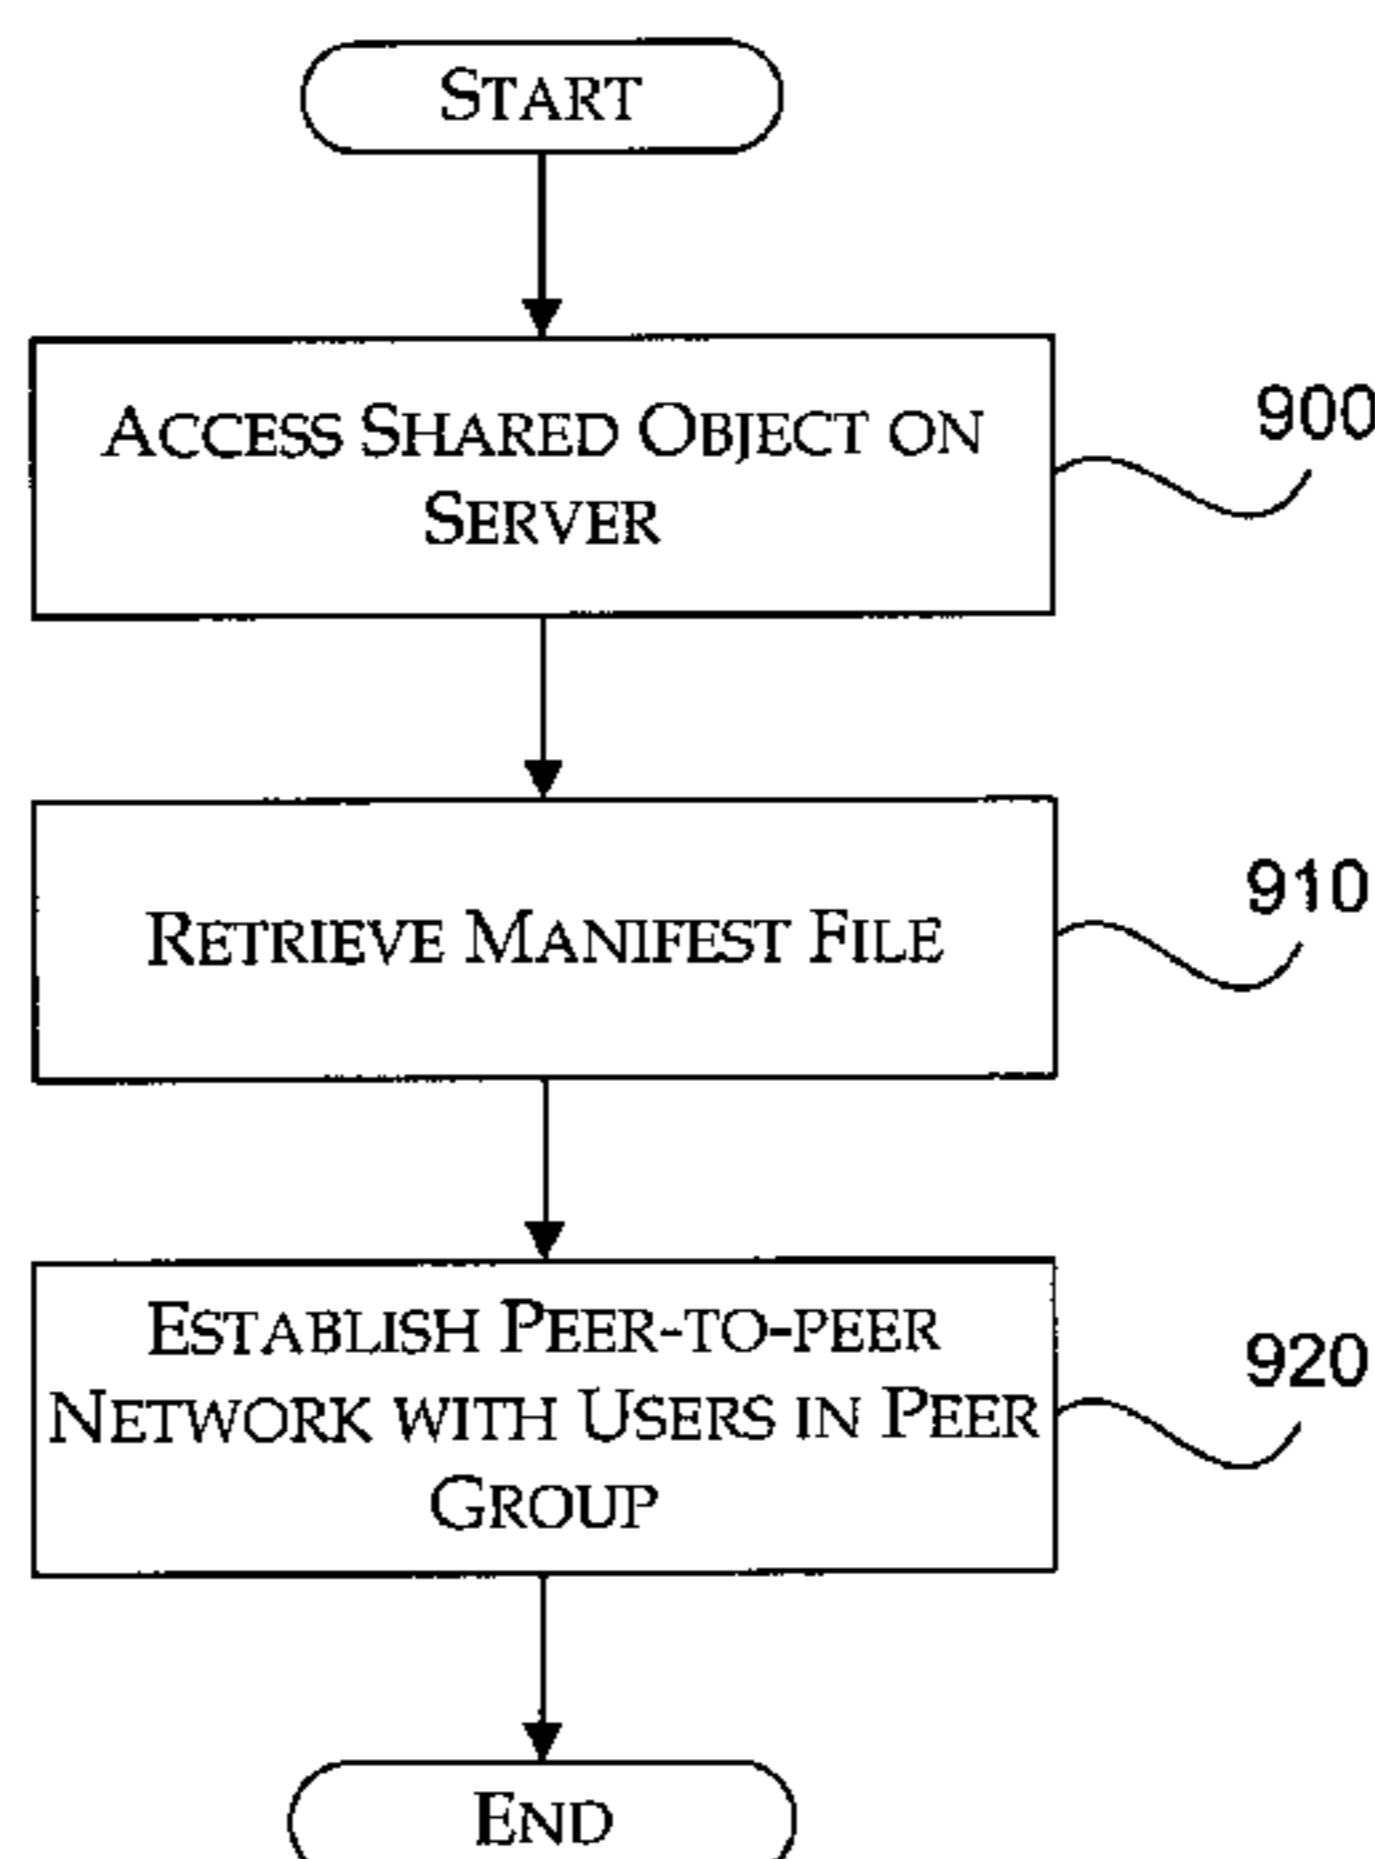 START
ACCESS SHARED OBJECT ON
SERVER
900
RETRIEVE MANIFEST FILE
910
ESTABLISH PEER-TO-PEER
NETWORK WITH USERS IN PEER
GROUP
920
END